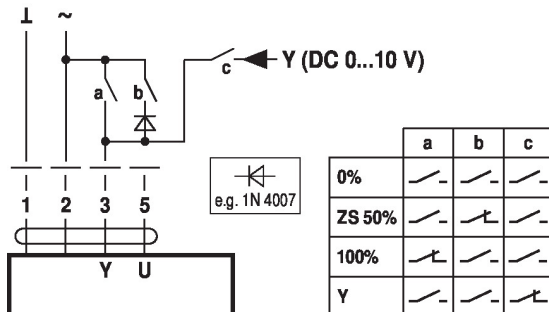 ⊥ ~
a b c Y (DC 0...10 V)
1 2 3 5
e.g. 1N 4007
Y U
a b c
0%
ZS 50%
100%
Y